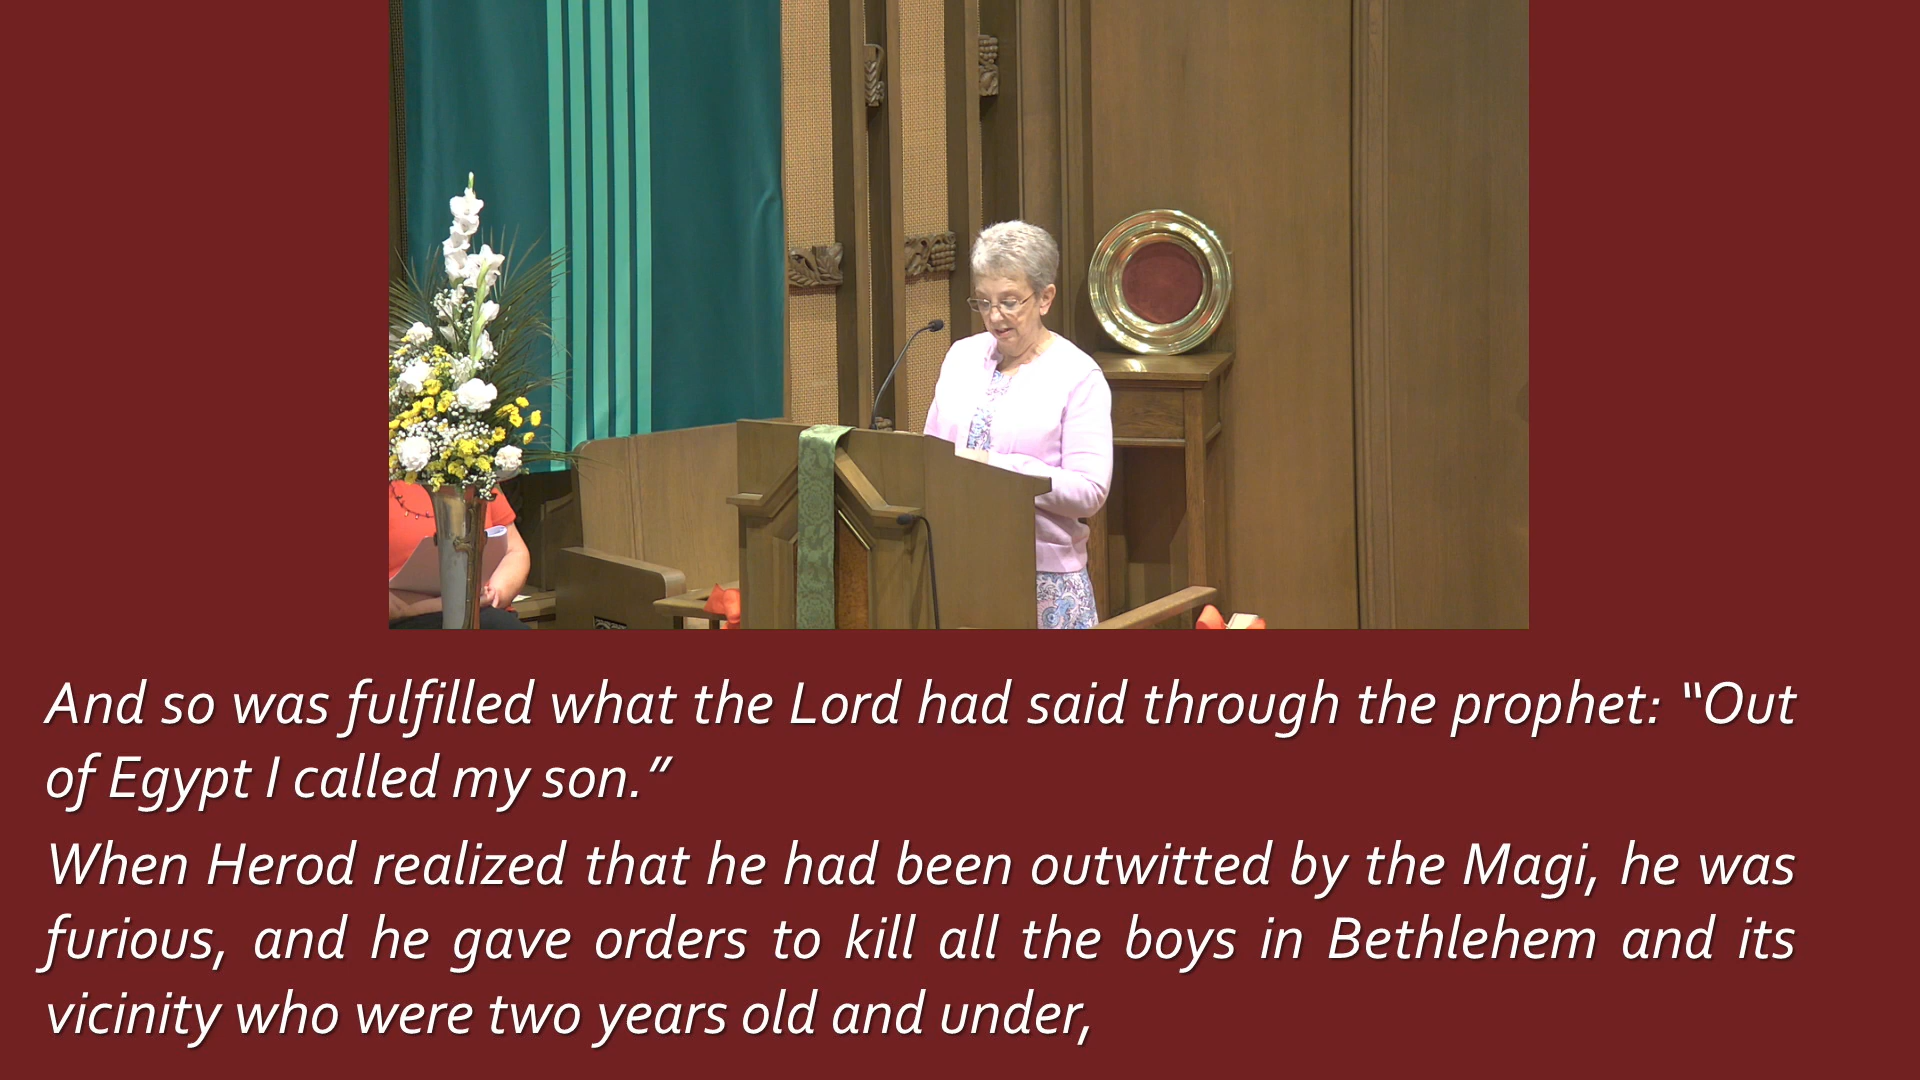 And so was fulfilled what the Lord had said through the prophet: “Out
of Egypt I called my son.”
When Herod realized that he had been outwitted by the Magi, he was
furious, and he gave orders to kill all the boys in Bethlehem and its
vicinity who were two years old and under,